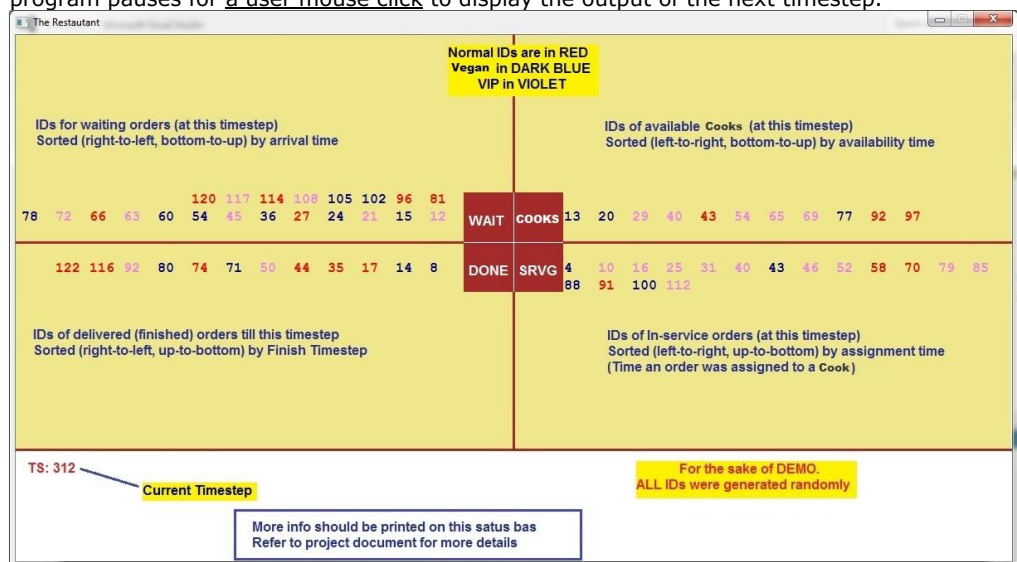 program pauses for a user mouse click to display the output of the next timestep.
The Restautant
Normal IDs are in RED
Vegan in DARK BLUE
VIP in VIOLET
IDs for waiting orders (at this timestep)
Sorted (right-to-left, bottom-to-up) by arrival time
IDs of available Cooks (at this timestep)
Sorted (left-to-right, bottom-to-up) by availability time
120 117 114 108 105 102 96 81
78 72 66 63 60 54 45 36 27 24 21 15 12
WAIT COOKS
13 20 29 40 43 54 65 69 77 92 97
122 116 92 80 74 71 50 44 35 17 14 8
DONE SRVG
4 10 16 25 31 40 43 46 52 58 70 79 85
88 91 100 112
IDs of delivered (finished) orders till this timestep
Sorted (right-to-left, up-to-bottom) by Finish Timestep
IDs of In-service orders (at this timestep)
Sorted (left-to-right, up-to-bottom) by assignment time
(Time an order was assigned to a Cook)
TS: 312
Current Timestep
For the sake of DEMO.
ALL IDs were generated randomly
More info should be printed on this satus bas
Refer to project document for more details